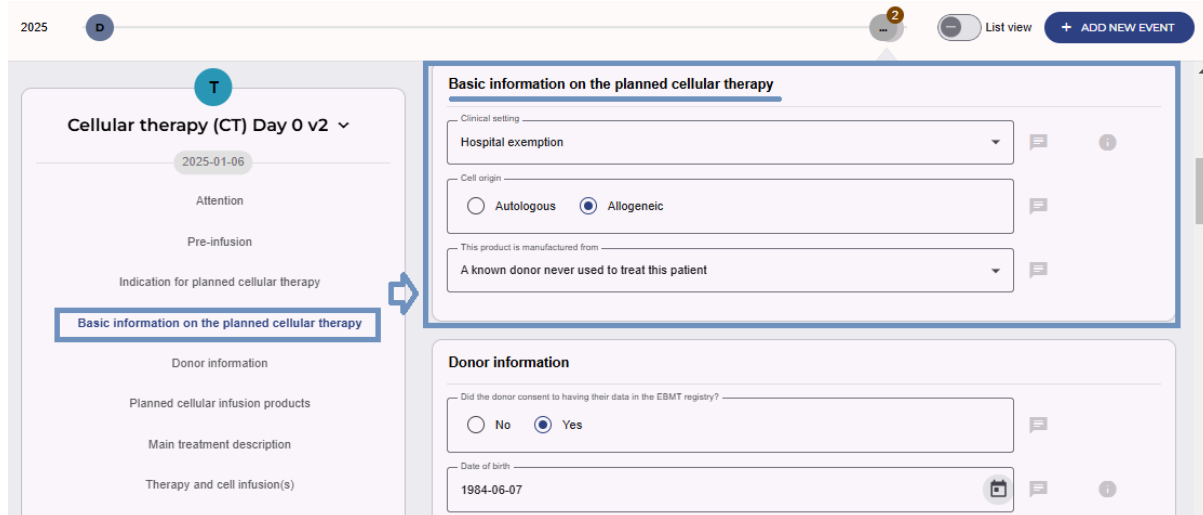 2025
D
...
2
List view
+ ADD NEW EVENT
T
Cellular therapy (CT) Day 0 v2
2025-01-06
Attention
Pre-infusion
Indication for planned cellular therapy
Basic information on the planned cellular therapy
Donor information
Planned cellular infusion products
Main treatment description
Therapy and cell infusion(s)
Basic information on the planned cellular therapy
Clinical setting
Hospital exemption
Cell origin
Autologous
Allogeneic
This product is manufactured from
A known donor never used to treat this patient
Donor information
Did the donor consent to having their data in the EBMT registry?
No
Yes
Date of birth
1984-06-07